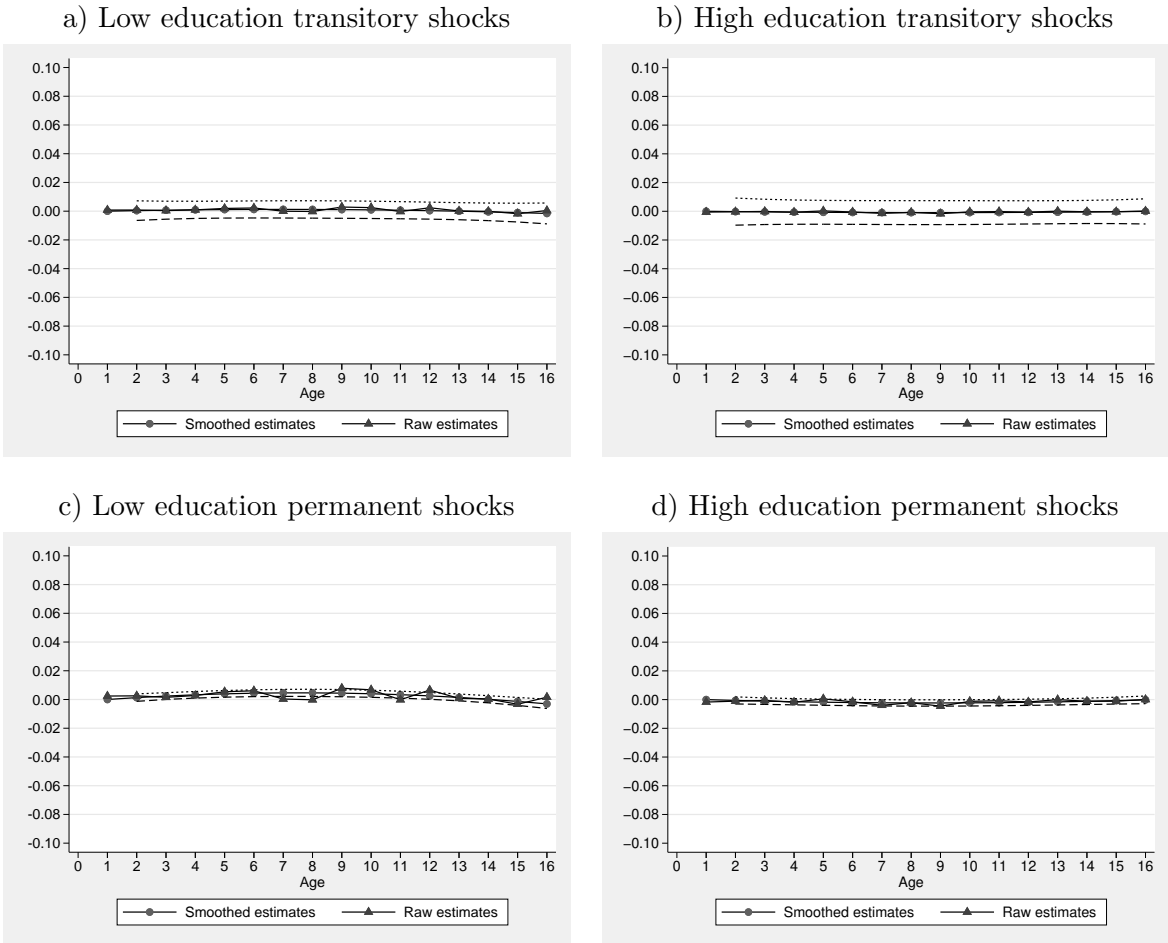 a) Low education transitory shocks
0.10
0.08
0.06
0.04
0.02
0.00
-0.02
-0.04
-0.06
-0.08
-0.10
0 1 2 3 4 5 6 7 8 9 10 11 12 13 14 15 16
Age
Smoothed estimates Raw estimates
b) High education transitory shocks
0.10
0.08
0.06
0.04
0.02
0.00
−0.02
−0.04
−0.06
−0.08
−0.10
0 1 2 3 4 5 6 7 8 9 10 11 12 13 14 15 16
Age
Smoothed estimates Raw estimates
c) Low education permanent shocks
0.10
0.08
0.06
0.04
0.02
0.00
-0.02
-0.04
-0.06
-0.08
-0.10
0 1 2 3 4 5 6 7 8 9 10 11 12 13 14 15 16
Age
Smoothed estimates Raw estimates
d) High education permanent shocks
0.10
0.08
0.06
0.04
0.02
0.00
−0.02
−0.04
−0.06
−0.08
−0.10
0 1 2 3 4 5 6 7 8 9 10 11 12 13 14 15 16
Age
Smoothed estimates Raw estimates